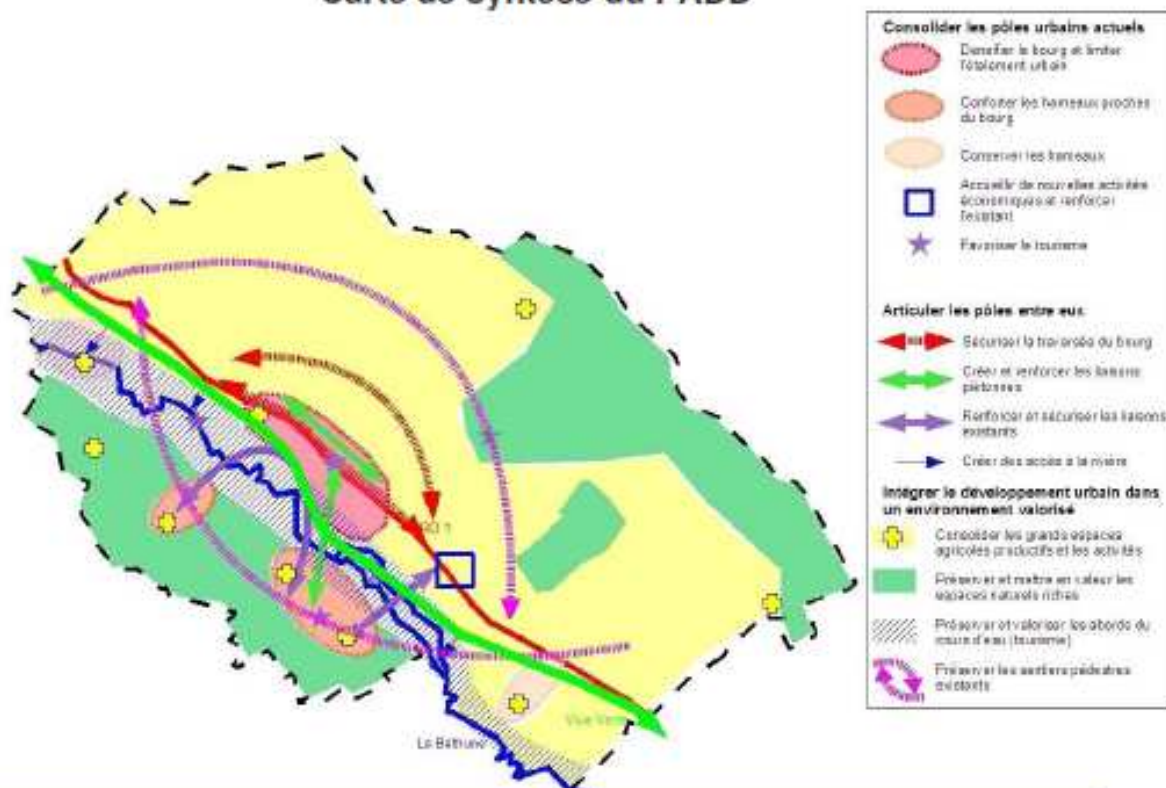 Carte de synthèse du PADD
Consolider les pôles urbains actuels
Densifier le bourg et limiter
l'étalement urbain
Conforter les hameaux proches
du bourg
Conserver les hameaux
Accueillir de nouvelles activités
économiques et renforcer
l'existant
Favoriser le tourisme
Articuler les pôles entre eux
Sécuriser la traversée du bourg
Créer et renforcer les liaisons
piétonnes
Renforcer et sécuriser les liaisons
existants
Créer des accès à la rivière
Intégrer le développement urbain dans
un environnement valorisé
Consolider les grands espaces
agricoles productifs et les activités
Préserver et mettre en valeur les
espaces naturels riches
Préserver et valoriser les abords du
cours d'eau (tourisme)
Préserver les sentiers pédestres
existants
RD 1
La Béthune